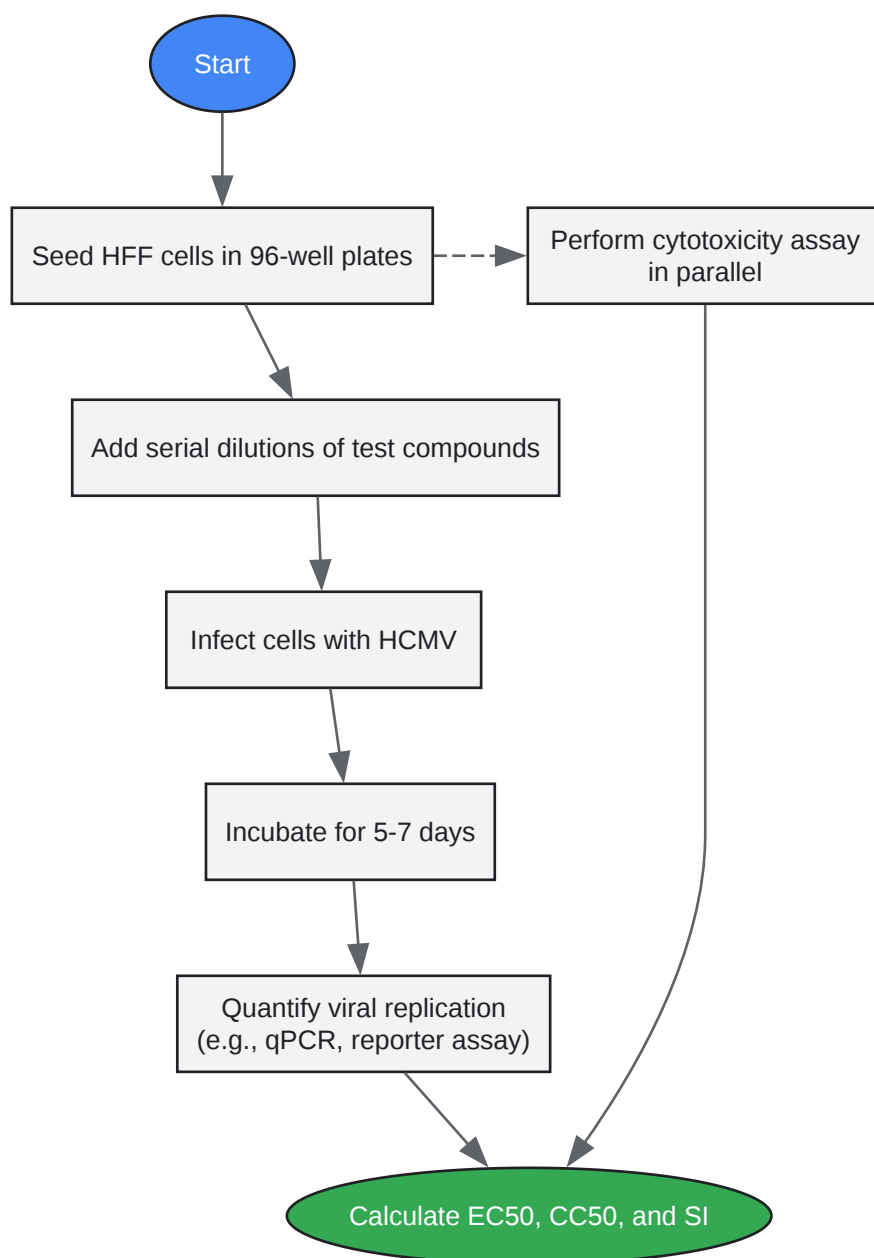 Start
Seed HFF cells in 96-well plates
Perform cytotoxicity assay
in parallel
Add serial dilutions of test compounds
Infect cells with HCMV
Incubate for 5-7 days
Quantify viral replication
(e.g., qPCR, reporter assay)
Calculate EC50, CC50, and SI